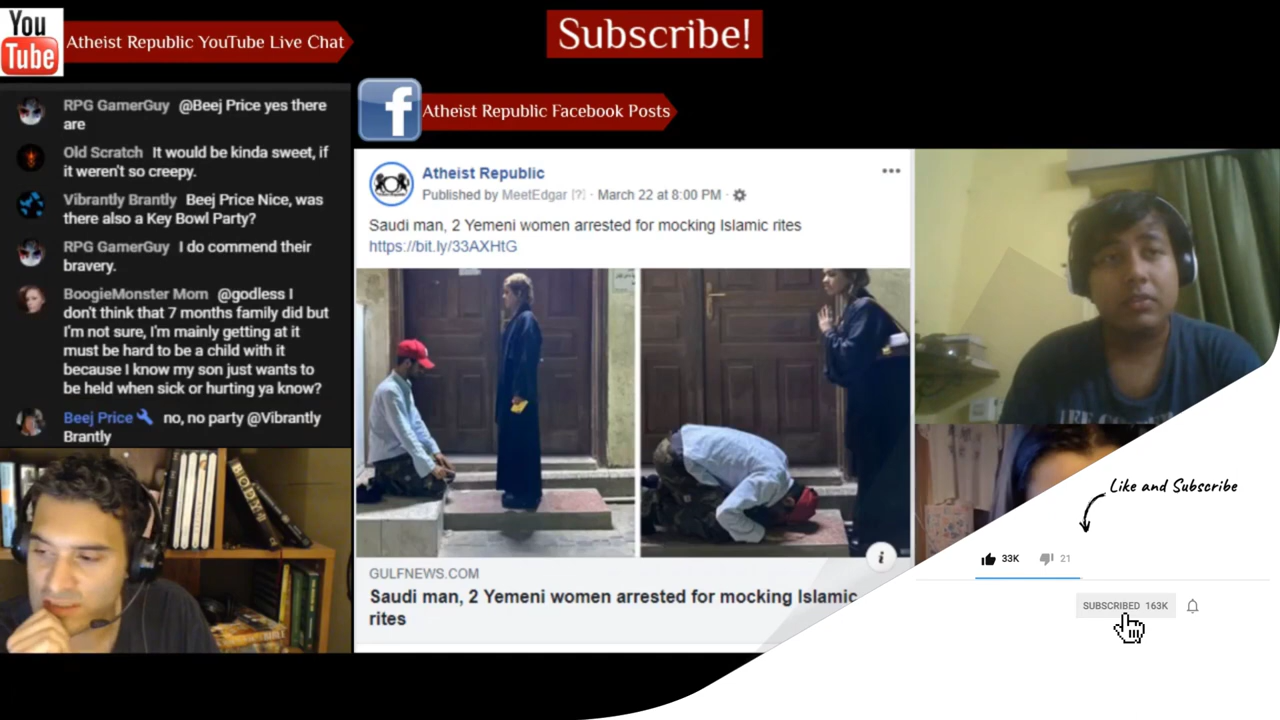 You
Tube
Atheist Republic YouTube Live Chat
Subscribe!
Atheist Republic Facebook Posts
RPG GamerGuy @Beej Price yes there
are
Old Scratch It would be kinda sweet, if
it weren't so creepy.
Vibrantly Brantly Beej Price Nice, was
there also a Key Bowl Party?
RPG GamerGuy I do commend their
bravery.
BoogieMonster Mom @godless I
don't think that 7 months family did but
I'm not sure, I'm mainly getting at it
must be hard to be a child with it
because I know my son just wants to
be held when sick or hurting ya know?
Beej Price no, no party @Vibrantly
Brantly
f
Atheist Republic
Published by MeetEdgar [?] · March 22 at 8:00 PM ·
Saudi man, 2 Yemeni women arrested for mocking Islamic rites
https://bit.ly/33AXHtG
i
GULFNEWS.COM
Saudi man, 2 Yemeni women arrested for mocking Islamic
rites
Like and Subscribe
33K 21
SUBSCRIBED 163K